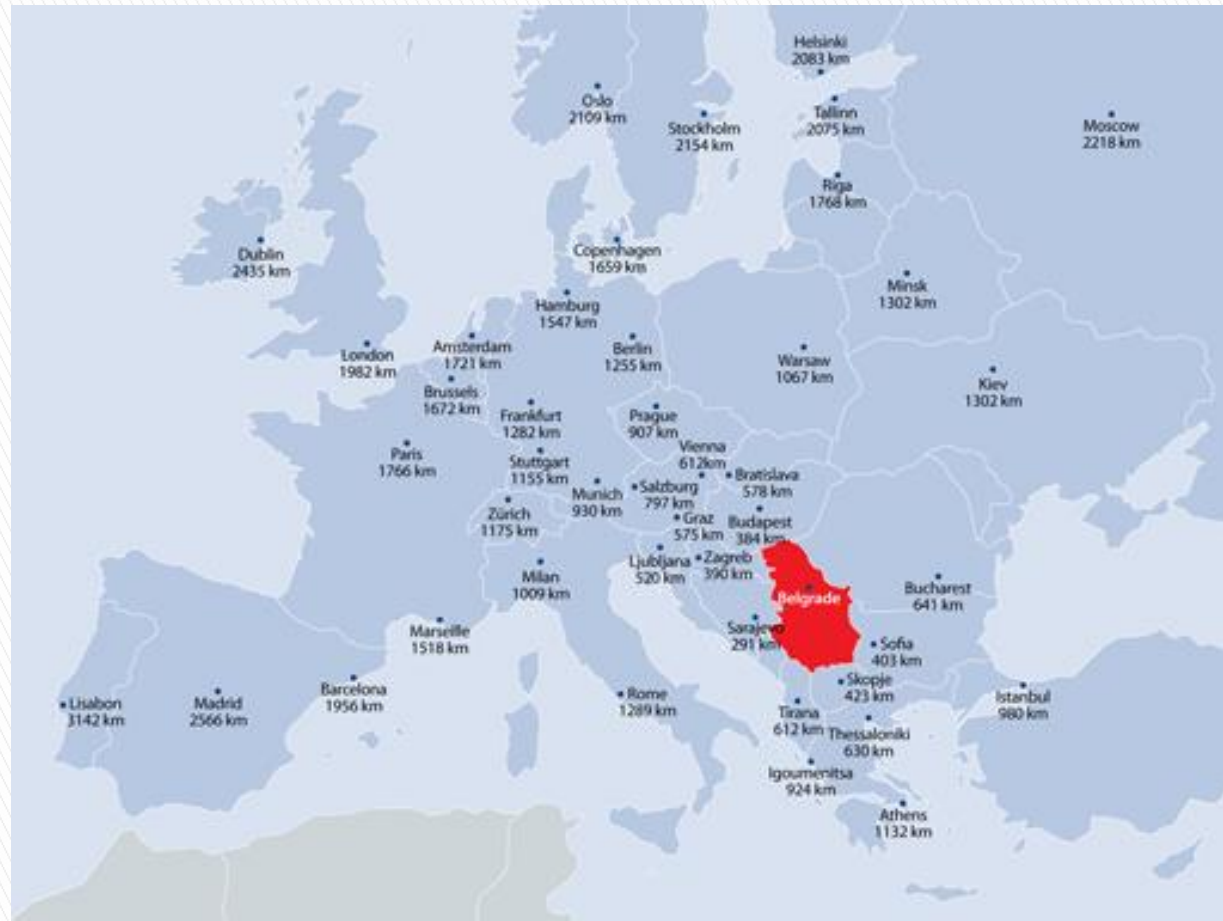 Helsinki
2083 km
Oslo
2109 km
Stockholm
2154 km
Tallinn
2075 km
Moscow
2218 km
Riga
1768 km
Dublin
2435 km
Copenhagen
1659 km
Minsk
1302 km
Hamburg
1547 km
London
1982 km
Amsterdam
1721 km
Berlin
1255 km
Warsaw
1067 km
Kiev
1302 km
Brussels
1672 km
Frankfurt
1282 km
Prague
907 km
Paris
1766 km
Stuttgart
1155 km
Vienna
612km
Bratislava
578 km
Munich
930 km
Salzburg
797 km
Zürich
1175 km
Graz
575 km
Budapest
384 km
Ljubljana
520 km
Zagreb
390 km
Milan
1009 km
Belgrade
Bucharest
641 km
Marseille
1518 km
Sarajevo
291 km
Sofia
403 km
Lisabon
3142 km
Madrid
2566 km
Barcelona
1956 km
Rome
1289 km
Skopje
423 km
Istanbul
980 km
Tirana
612 km
Thessaloniki
630 km
Igoumenitsa
924 km
Athens
1132 km